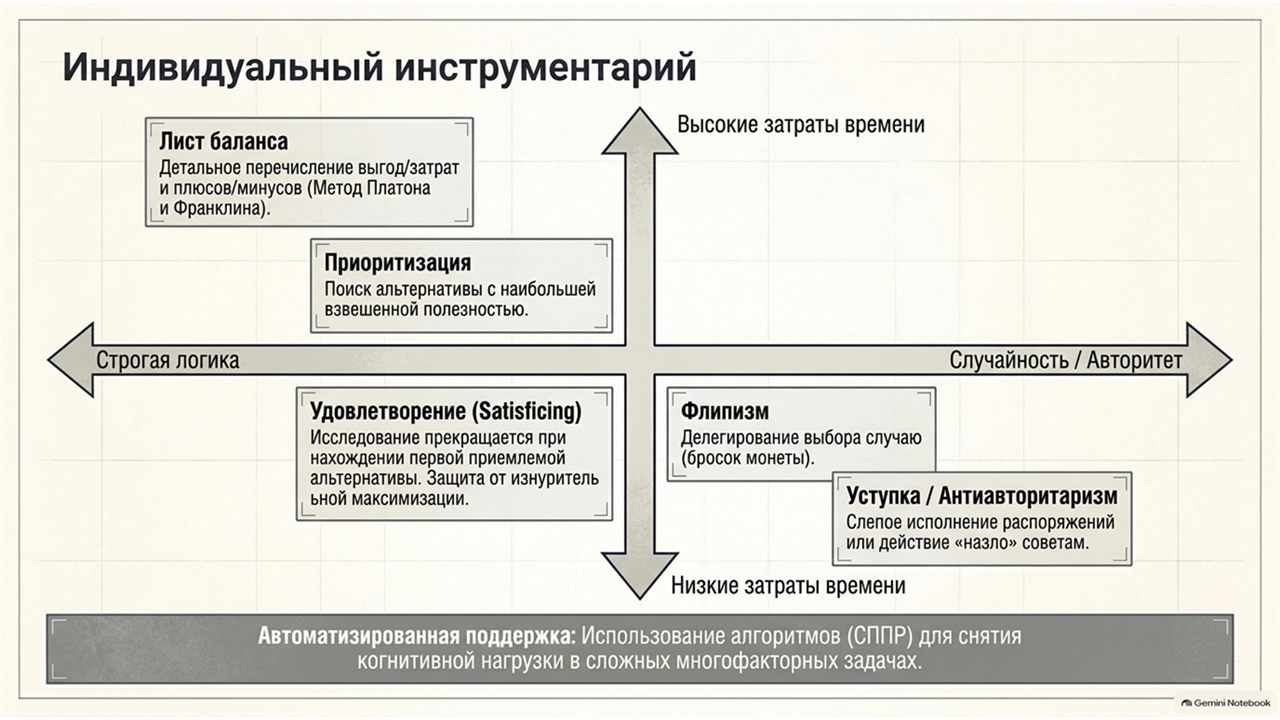 Индивидуальный инструментарий
Высокие затраты времени
Лист баланса
Детальное перечисление выгод/затрат
и плюсов/минусов (Метод Платона
и Франклина).
Приоритизация
Поиск альтернативы с наибольшей
взвешенной полезностью.
Строгая логика
Случайность / Авторитет
Удовлетворение (Satisficing)
Исследование прекращается при
нахождении первой приемлемой
альтернативы. Защита от изнуритель
ьной максимизации.
Флипизм
Делегирование выбора случаю
(бросок монеты).
Уступка / Антиавторитаризм
Слепое исполнение распоряжений
или действие «назло» советам.
Низкие затраты времени
Автоматизированная поддержка: Использование алгоритмов (СППР) для снятия
когнитивной нагрузки в сложных многофакторных задачах.
Gemini Notebook